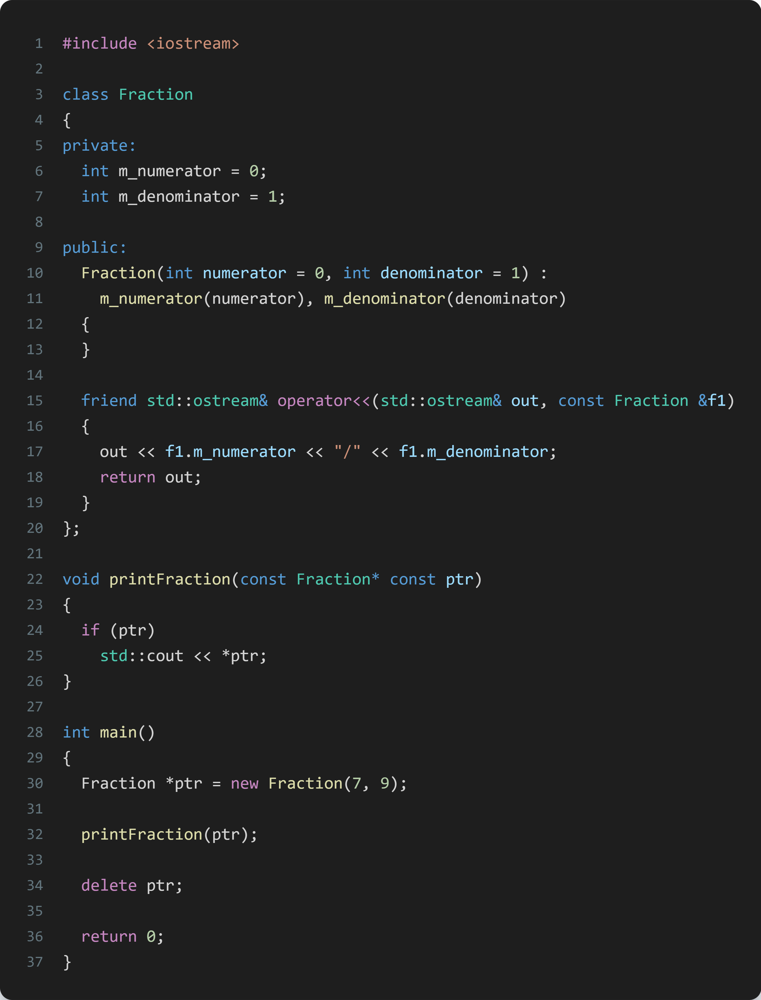 1 #include <iostream>
2
3 class Fraction
4 {
5 private:
6   int m_numerator = 0;
7   int m_denominator = 1;
8
9 public:
10   Fraction(int numerator = 0, int denominator = 1) :
11     m_numerator(numerator), m_denominator(denominator)
12   {
13   }
14
15   friend std::ostream& operator<<(std::ostream& out, const Fraction &f1)
16   {
17     out << f1.m_numerator << "/" << f1.m_denominator;
18     return out;
19   }
20 };
21
22 void printFraction(const Fraction* const ptr)
23 {
24   if (ptr)
25     std::cout << *ptr;
26 }
27
28 int main()
29 {
30   Fraction *ptr = new Fraction(7, 9);
31
32   printFraction(ptr);
33
34   delete ptr;
35
36   return 0;
37 }